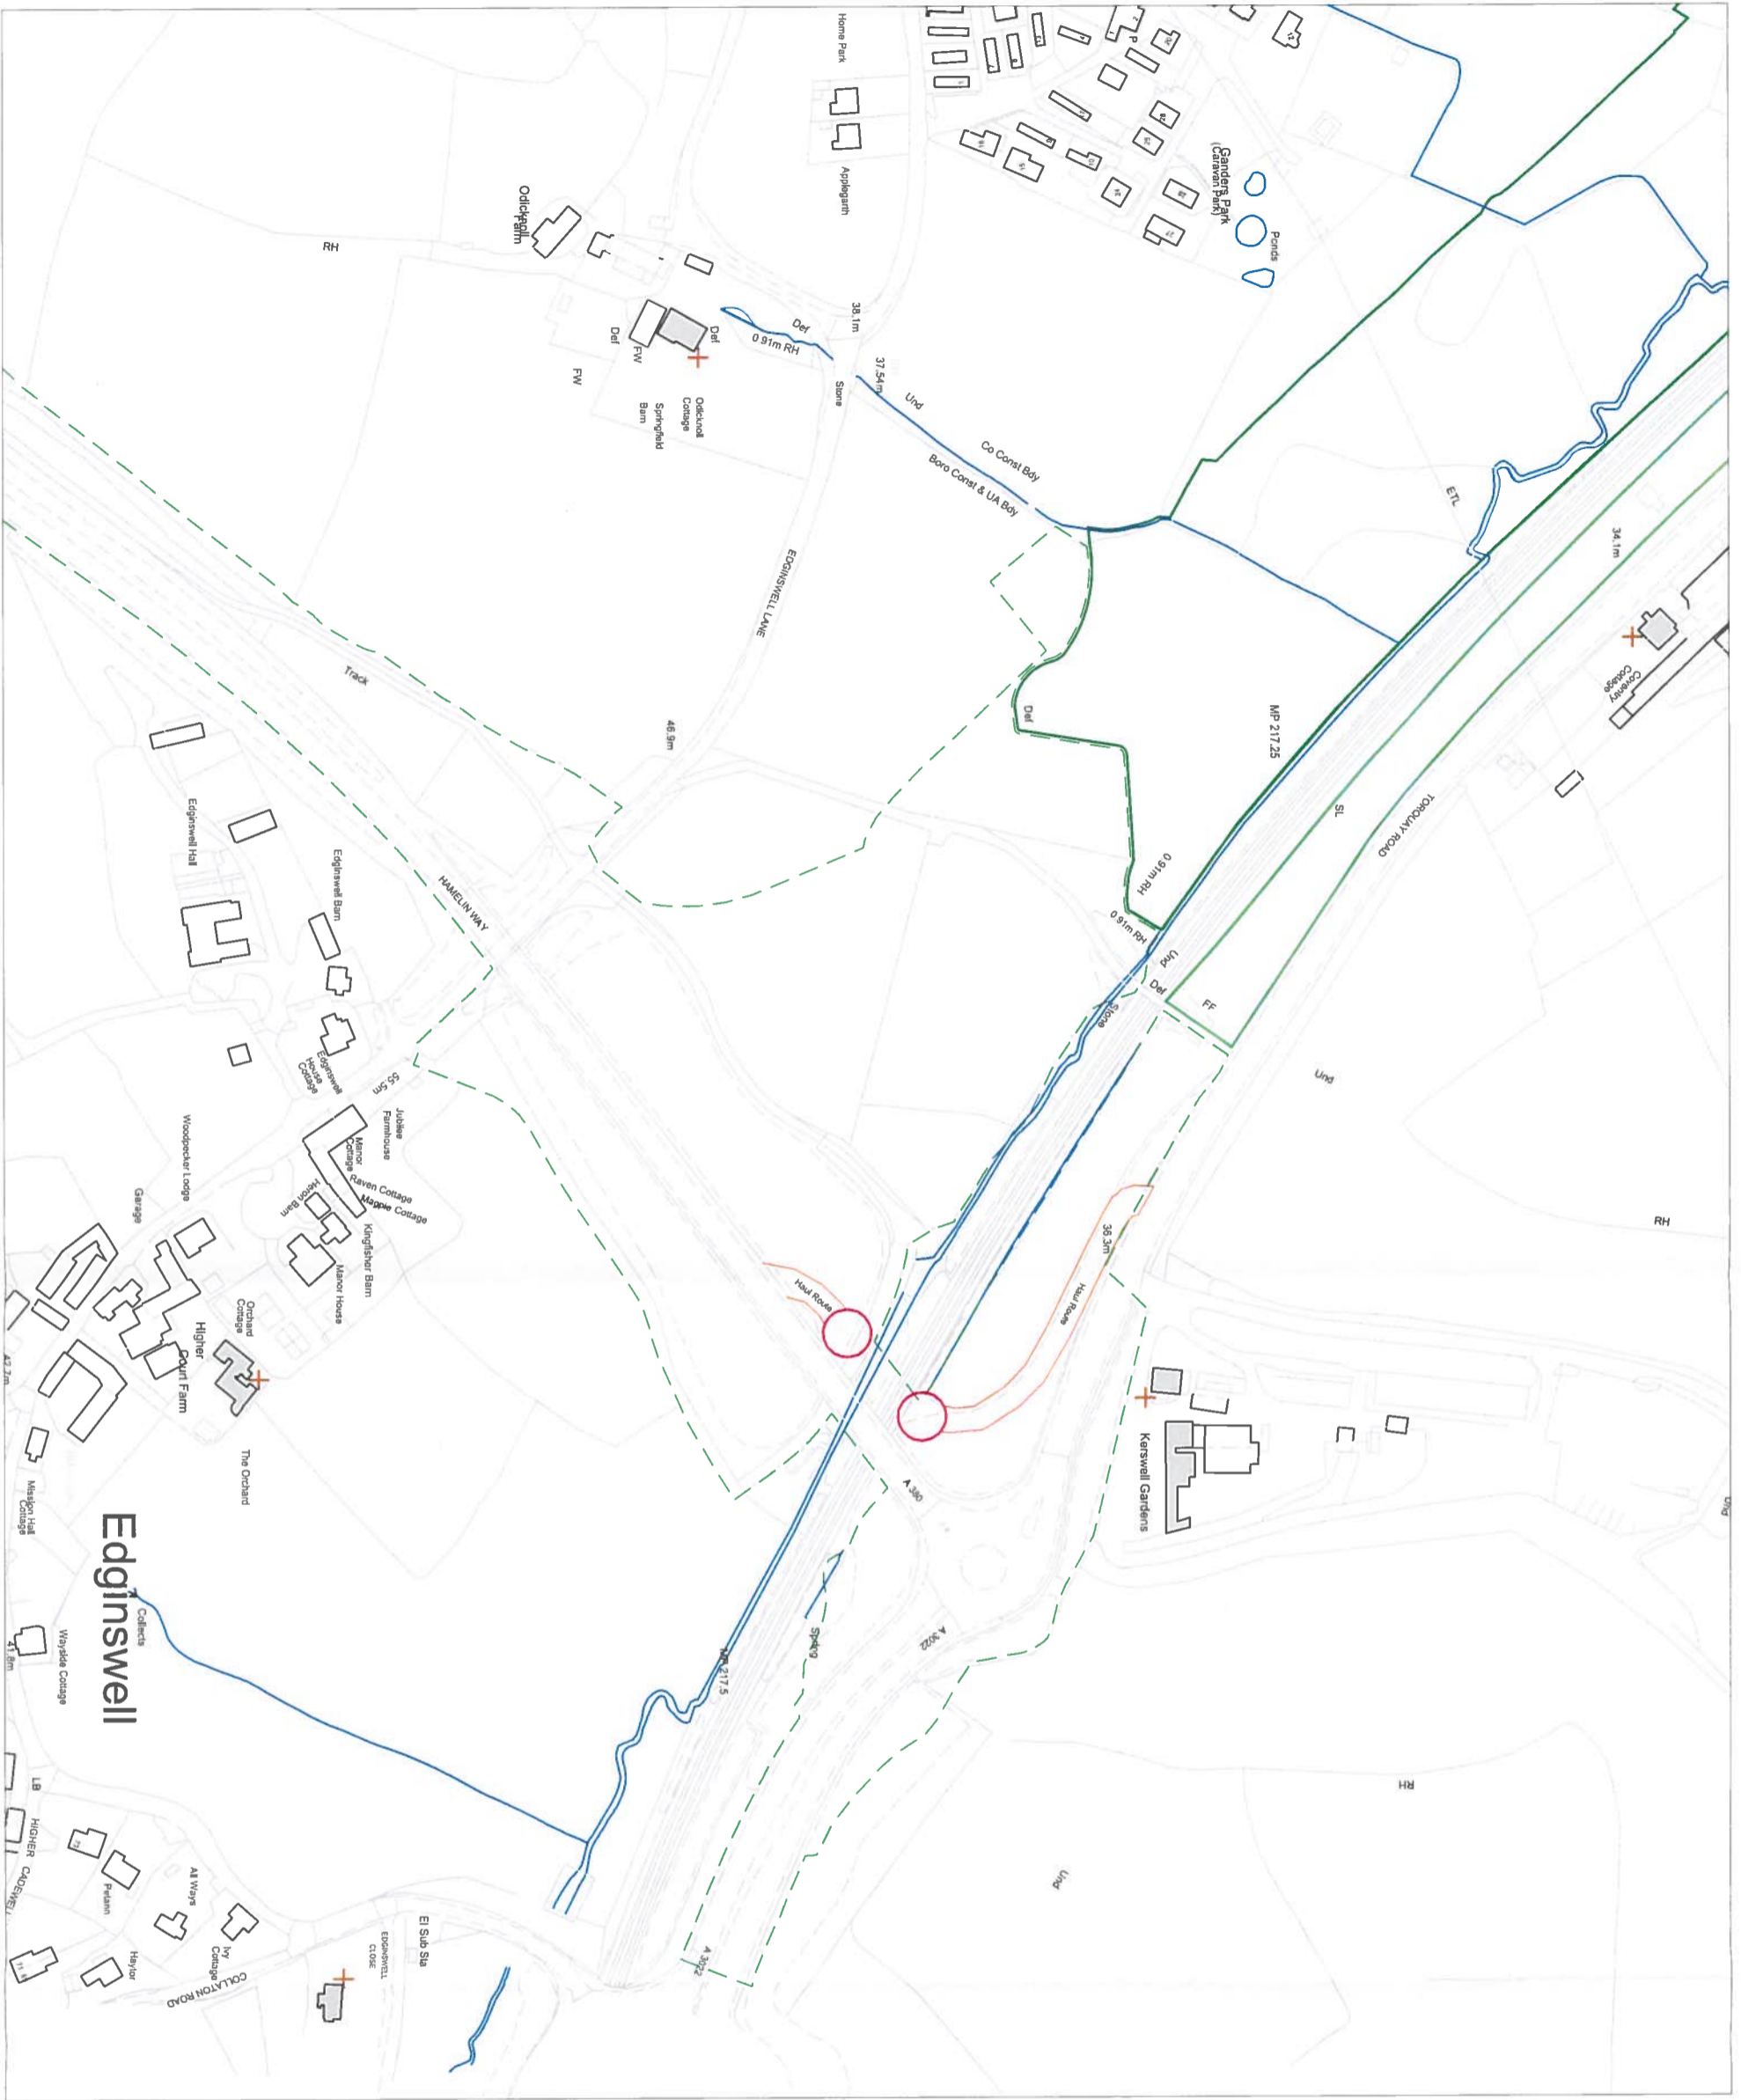 Home Park
Applegarth
Ganders Park
(Caravan Park)
Ponds
Odicknoll
Farm
RH
Def
0.91m RH
38.1m
37.54m
Stone
Und
Co Const Bdy
Boro Const & UA Bdy
Def
Def
FW
FW
Odicknoll
Cottage
Springfield
Barn
EDGINSWELL LANE
ETL
34.1m
Coventry
Cottage
MP 217.25
SL
TORQUAY ROAD
Track
46.9m
Def
0.91m RH
0.91m RH
Und
Def
FF
Stone
Und
RH
Edginswell Hall
Edginswell Barn
HAMELIN WAY
Edginswell
House
Cottage
55.5m
Jubilee
Farmhouse
Manor
Cottage
Raven Cottage
Magpie Cottage
Heron Barn
Kingfisher Barn
Manor House
Woodpecker Lodge
Garage
Orchard
Cottage
Higher
Court Farm
The Orchard
Haul Route
36.3m
Haul Route
Kerswell Gardens
Und
A 380
A 3022
Spring
MP 217.5
Mission Hall
Cottage
Edginswell
Collects
Wayside Cottage
41.8m
RH
Und
LB
HIGHER
Petann
All Ways
Ivy
Cottage
Haytor
COLLATON ROAD
EDGINSWELL
CLOSE
El Sub Sta
A 3022